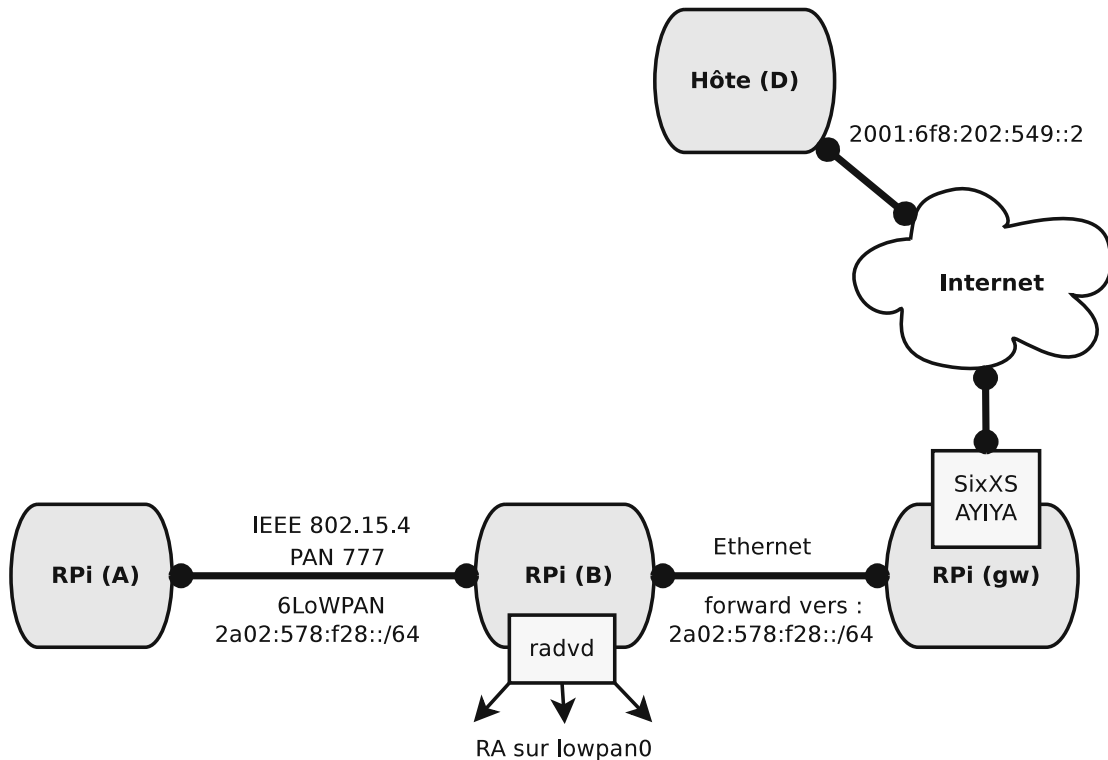 Hôte (D)
2001:6f8:202:549::2
Internet
SixXS
AYIYA
RPi (A)
IEEE 802.15.4
PAN 777
6LoWPAN
2a02:578:f28::/64
RPi (B)
radvd
RA sur lowpan0
Ethernet
forward vers :
2a02:578:f28::/64
RPi (gw)